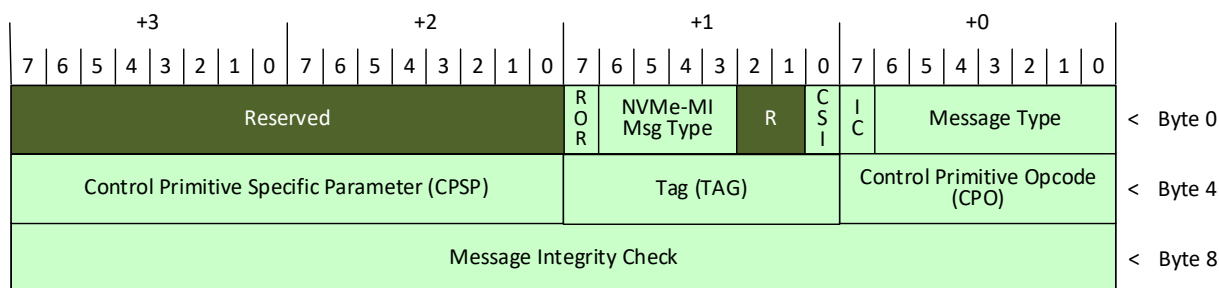 +3 +2 +1 +0
7 6 5 4 3 2 1 0 7 6 5 4 3 2 1 0 7 6 5 4 3 2 1 0 7 6 5 4 3 2 1 0
Reserved ROR NVMe-MI Msg Type R CSI IC Message Type < Byte 0
Control Primitive Specific Parameter (CPSP) Tag (TAG) Control Primitive Opcode (CPO) < Byte 4
Message Integrity Check < Byte 8